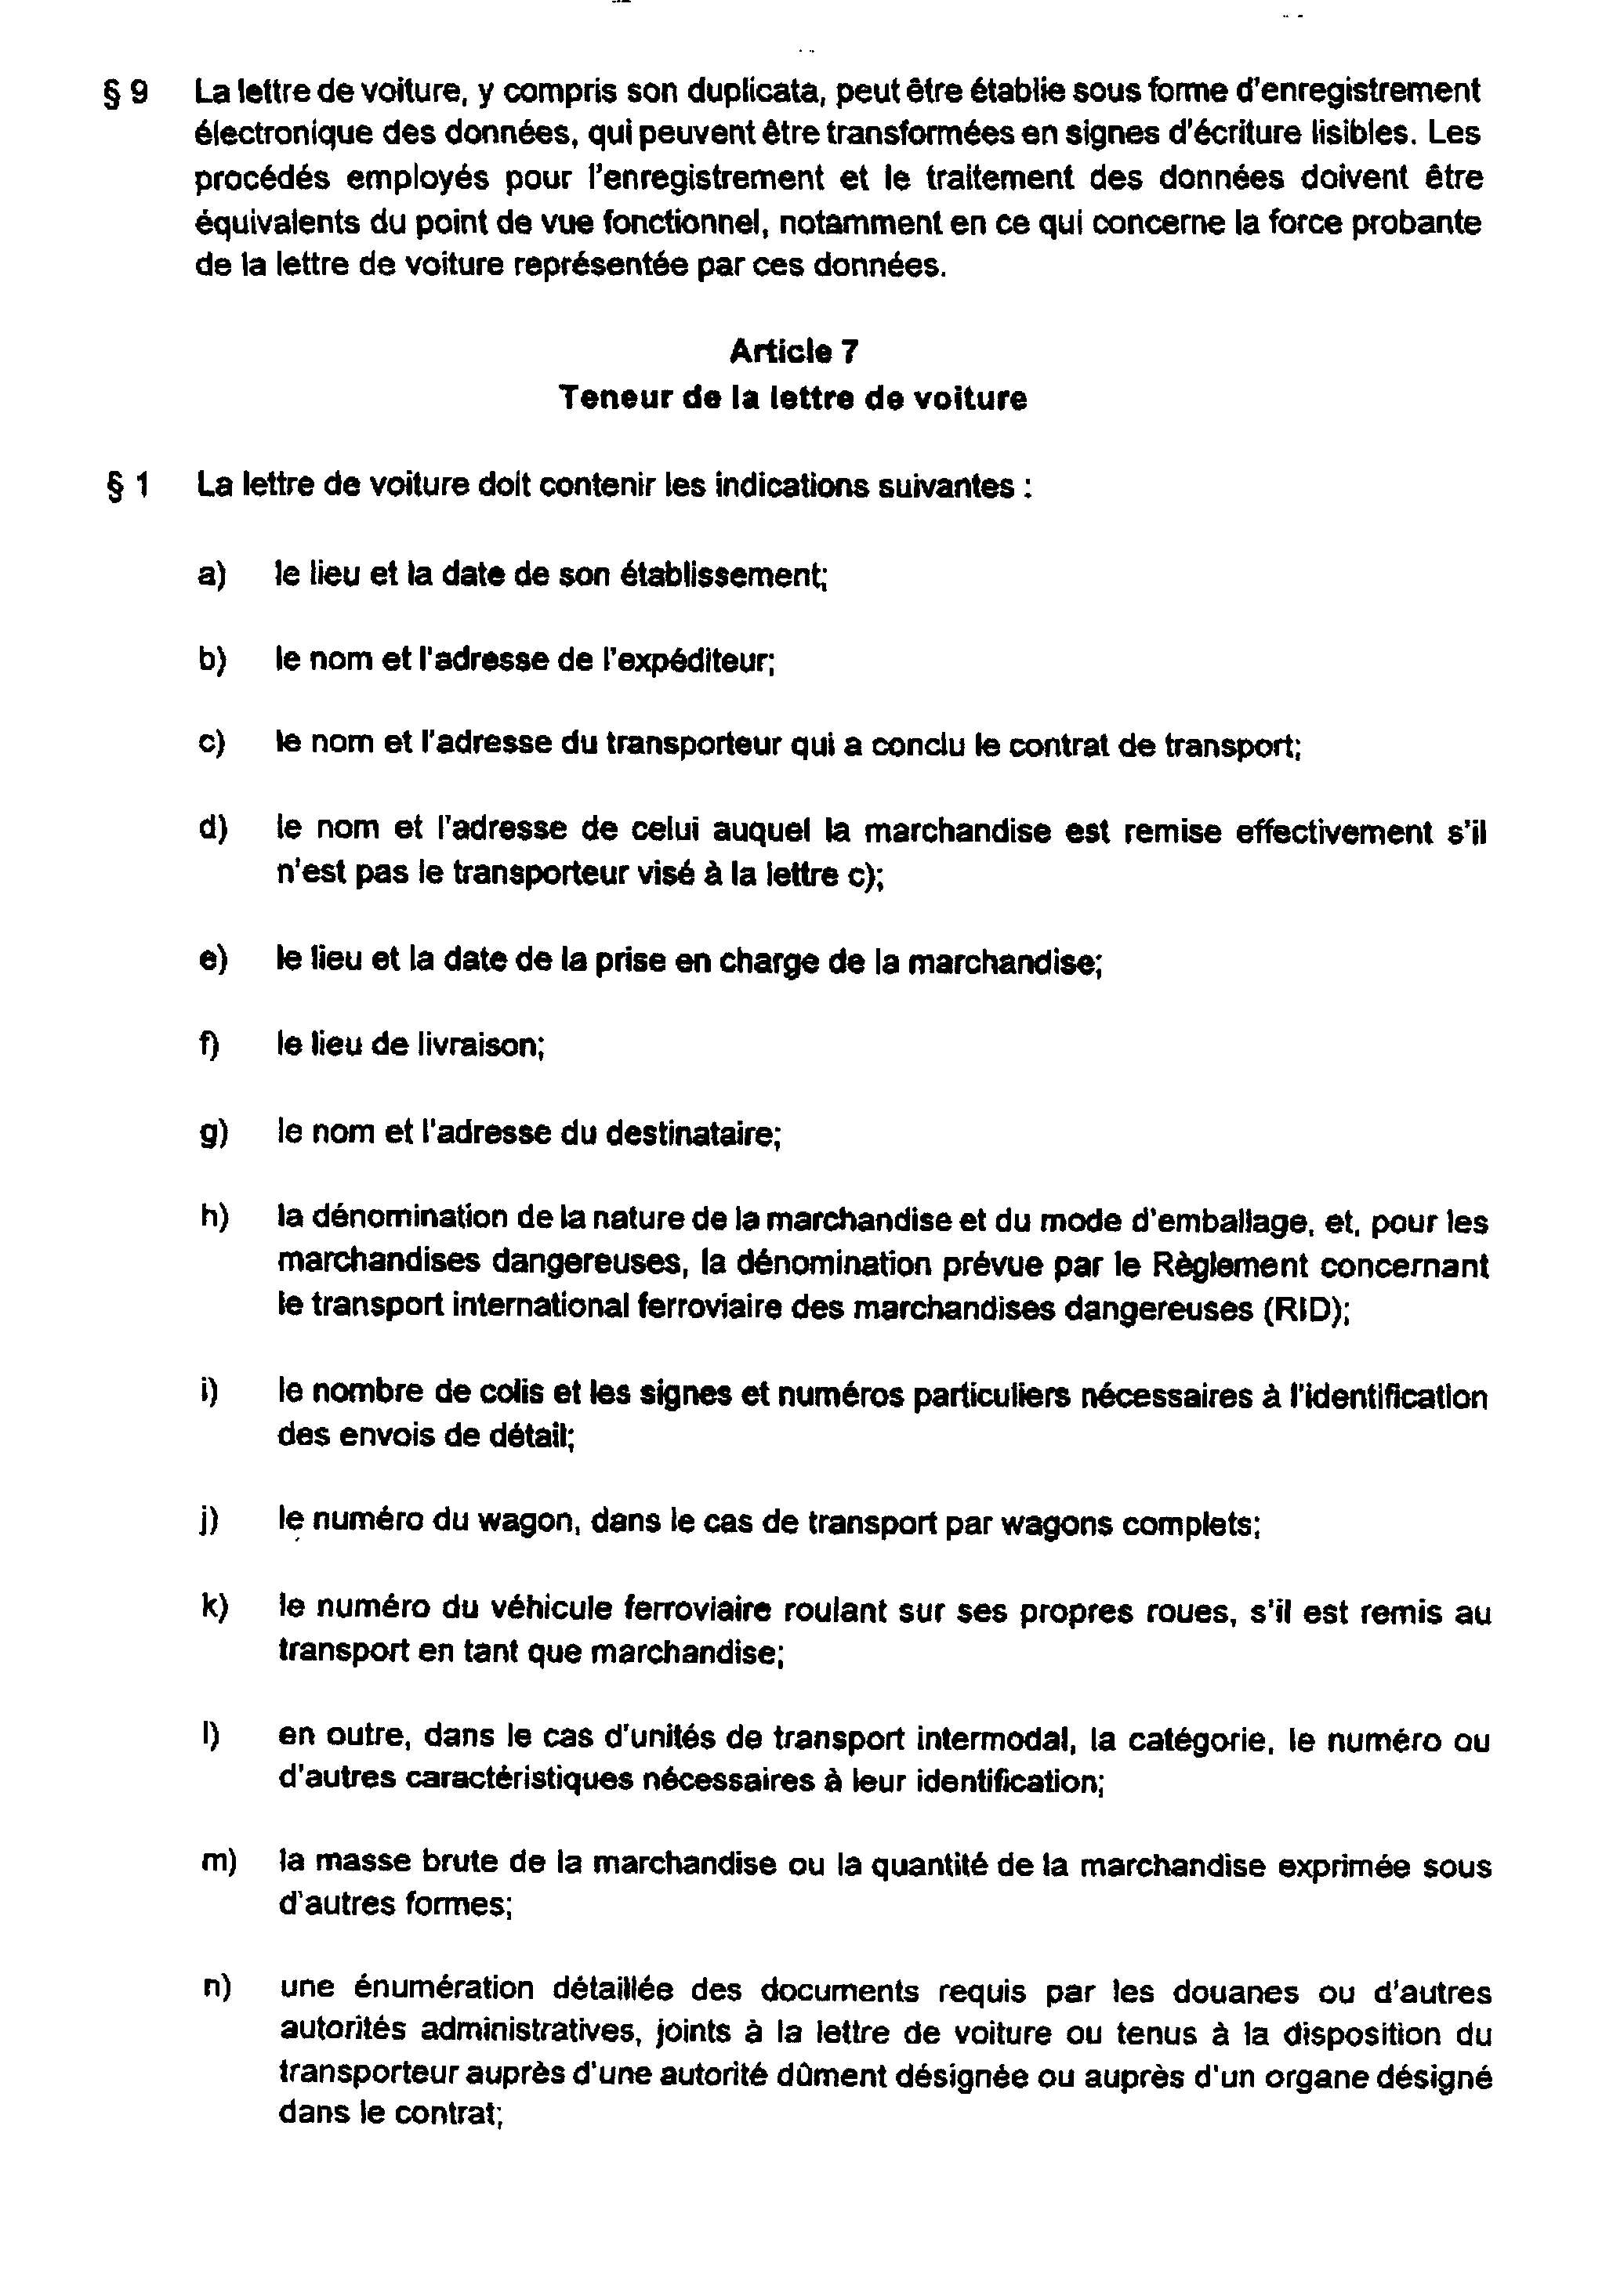 § 9 La lettre de voiture, y compris son duplicata, peut être établie sous forme d'enregistrement
électronique des données, qui peuvent être transformées en signes d'écriture lisibles. Les
procédés employés pour l'enregistrement et le traitement des données doivent être
équivalents du point de vue fonctionnel, notamment en ce qui concerne la force probante
de la lettre de voiture représentée par ces données.
Article 7
Teneur de la lettre de voiture
§ 1 La lettre de voiture doit contenir les indications suivantes :
a) le lieu et la date de son établissement;
b) le nom et l'adresse de l'expéditeur;
c) le nom et l'adresse du transporteur qui a conclu le contrat de transport;
d) le nom et l'adresse de celui auquel la marchandise est remise effectivement s'il
n'est pas le transporteur visé à la lettre c);
e) le lieu et la date de la prise en charge de la marchandise;
f) le lieu de livraison;
g) le nom et l'adresse du destinataire;
h) la dénomination de la nature de la marchandise et du mode d'emballage, et, pour les
marchandises dangereuses, la dénomination prévue par le Règlement concernant
le transport international ferroviaire des marchandises dangereuses (RID);
i) le nombre de colis et les signes et numéros particuliers nécessaires à l'identification
des envois de détail;
j) le numéro du wagon, dans le cas de transport par wagons complets;
k) le numéro du véhicule ferroviaire roulant sur ses propres roues, s'il est remis au
transport en tant que marchandise;
l) en outre, dans le cas d'unités de transport intermodal, la catégorie, le numéro ou
d'autres caractéristiques nécessaires à leur identification;
m) la masse brute de la marchandise ou la quantité de la marchandise exprimée sous
d'autres formes;
n) une énumération détaillée des documents requis par les douanes ou d'autres
autorités administratives, joints à la lettre de voiture ou tenus à la disposition du
transporteur auprès d'une autorité dûment désignée ou auprès d'un organe désigné
dans le contrat;